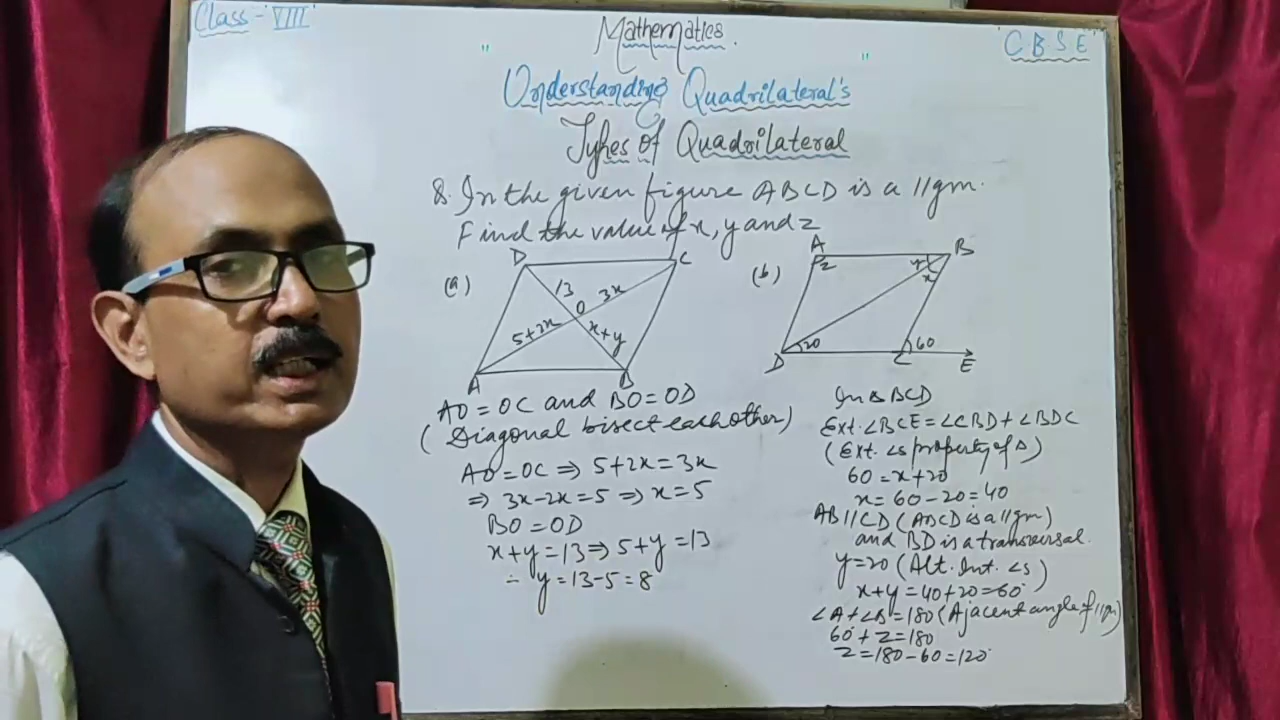 Class - 'VIII'
Mathematics.
"CBSE"
" "
Understanding Quadrilateral's
Types of Quadrilateral
Q. In the given figure ABCD is a //gm.
Find the value of x, y and z
(a)
D C
13 3x
O
5+2x x+y
A B
AO = OC and BO = OD
(Diagonal bisect each other)
AO = OC ⇒ 5+2x = 3x
⇒ 3x-2x = 5 ⇒ x = 5
BO = OD
x+y = 13 ⇒ 5+y = 13
∴ y = 13-5 = 8
(b)
A B
z y
x
20 60
D C E
In Δ BCD
Ext. ∠BCE = ∠CBD + ∠BDC
(Ext. ∠s property of Δ)
60 = x+20
x = 60-20 = 40
AB // CD (ABCD is a //gm)
and BD is a transversal.
y = 20 (Alt. Int. ∠s)
x+y = 40+20 = 60°
∠A + ∠B = 180 (Ajacent angle of //gm)
60° + z = 180
z = 180-60 = 120°